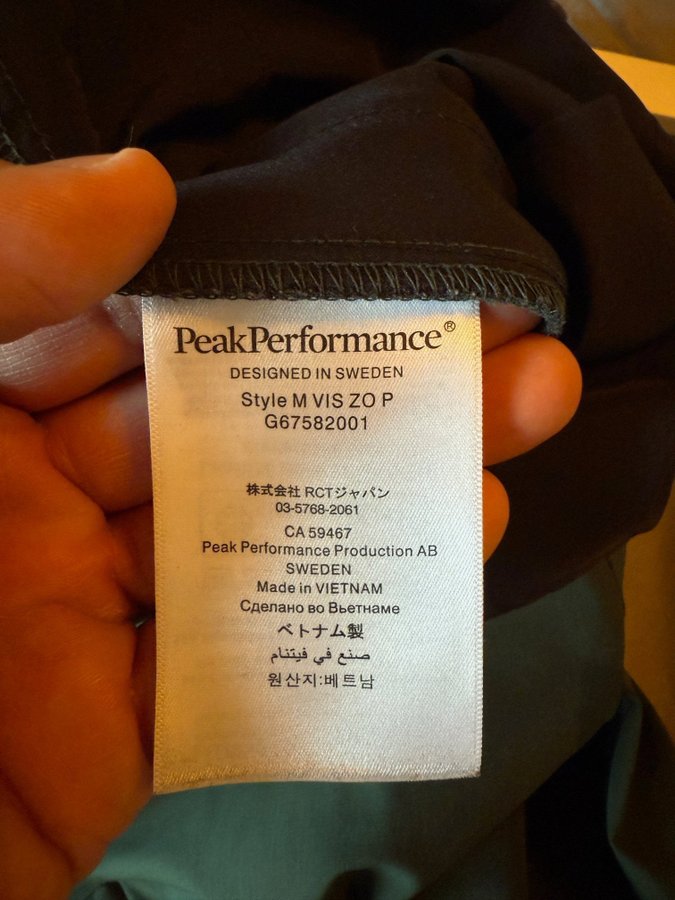 PeakPerformance®
DESIGNED IN SWEDEN
Style M VIS ZO P
G67582001
株式会社 RCTジャパン
03-5768-2061
CA 59467
Peak Performance Production AB
SWEDEN
Made in VIETNAM
Сделано во Вьетнаме
ベトナム製
صنع في فيتنام
원산지:베트남